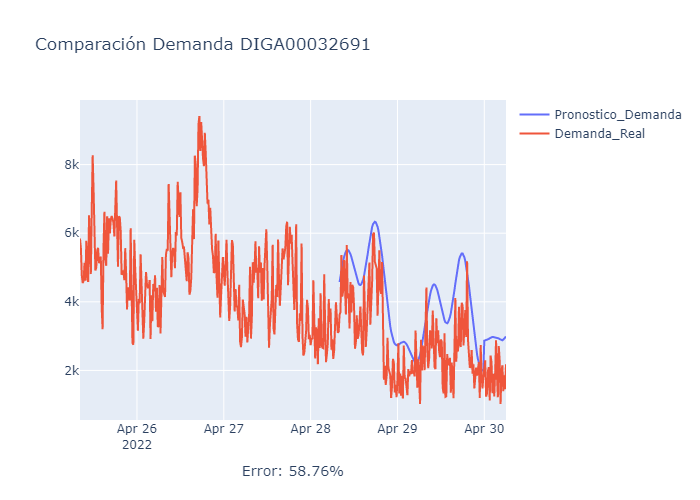 Comparación Demanda DIGA00032691
Pronostico_Demanda
Demanda_Real
8k
6k
4k
2k
Apr 26
2022
Apr 27
Apr 28
Apr 29
Apr 30
Error: 58.76%